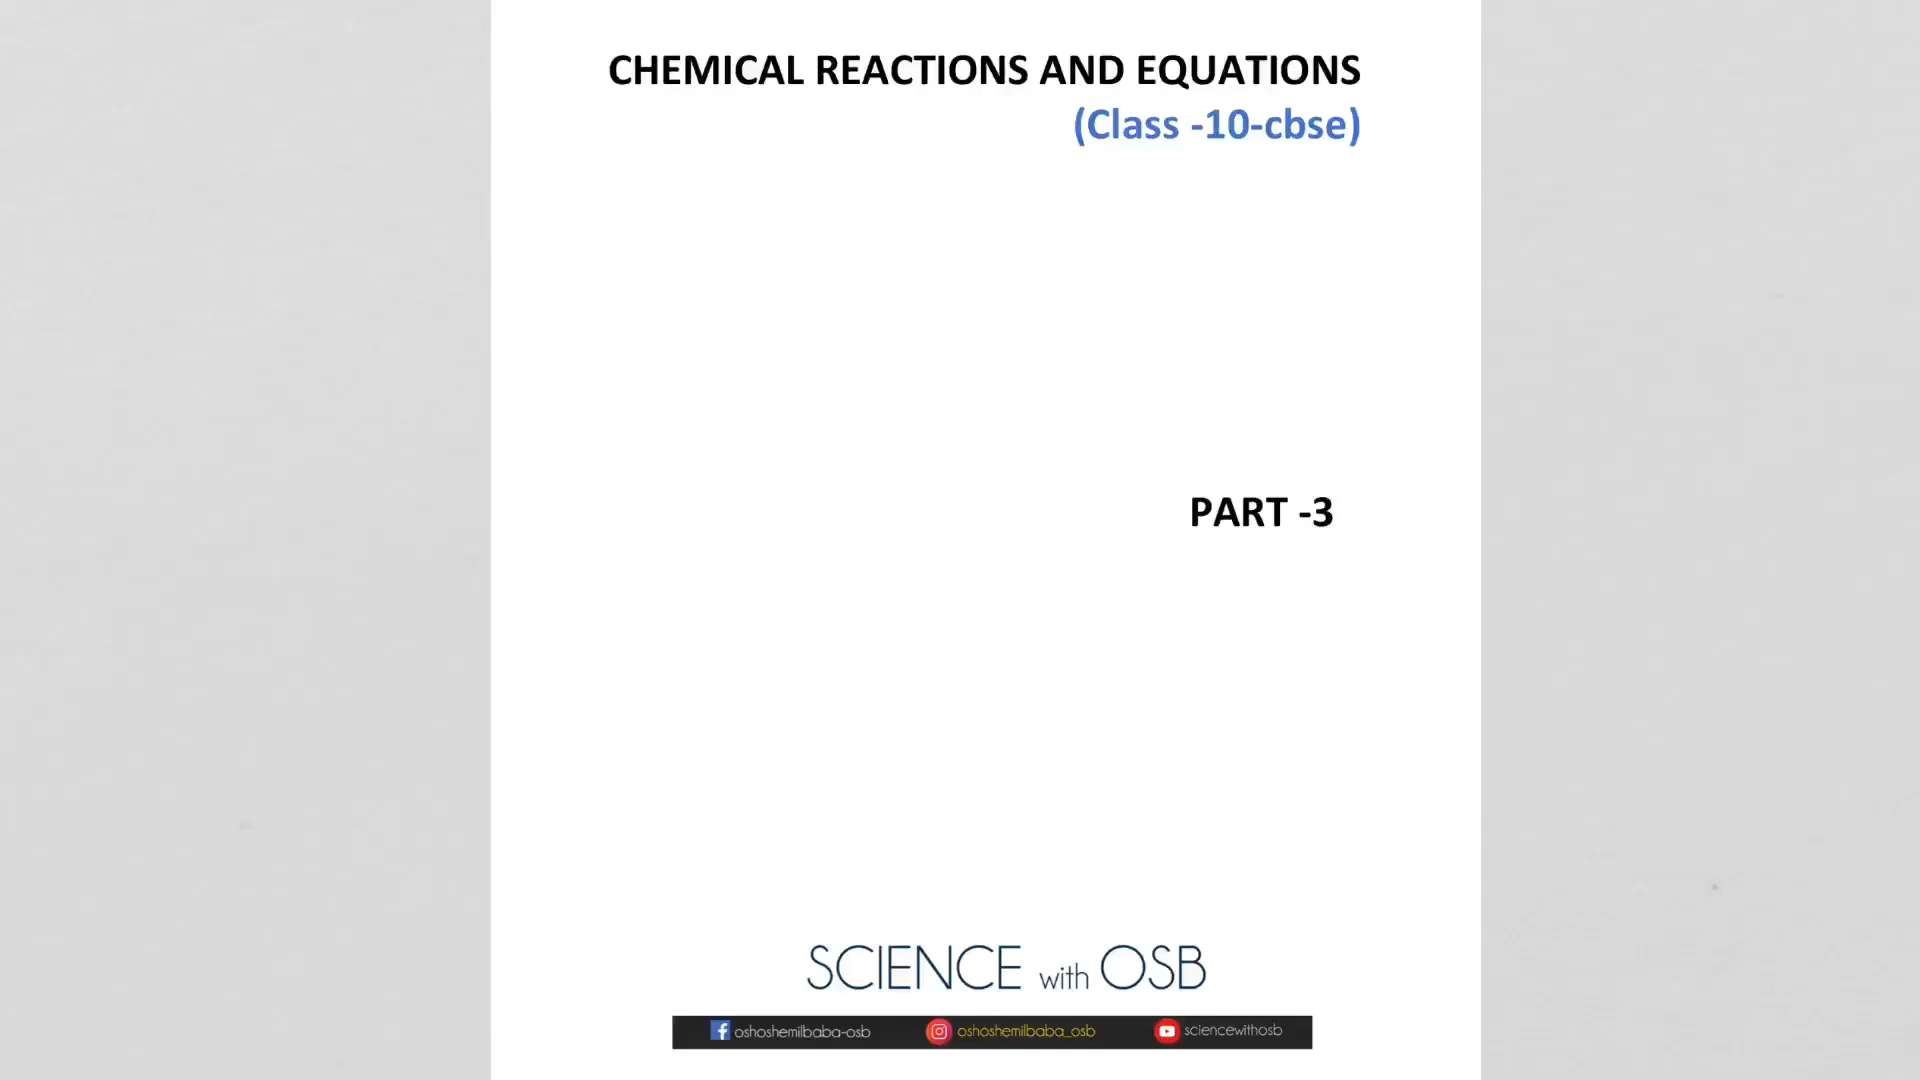 CHEMICAL REACTIONS AND EQUATIONS
(Class -10-cbse)
PART -3
SCIENCE with OSB
oshoshemilbaba-osb oshoshemilbaba_osb sciencewithosb